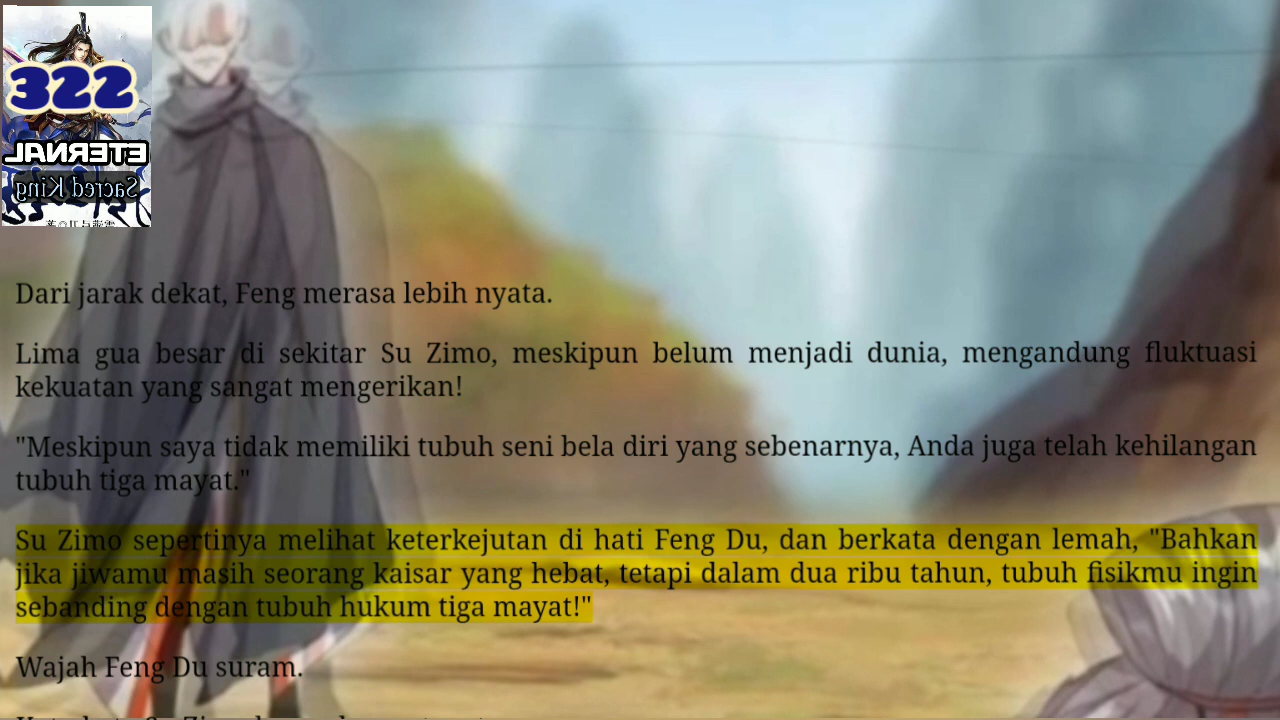 322
ETERNAL
Sacred King
Dari jarak dekat, Feng merasa lebih nyata.
Lima gua besar di sekitar Su Zimo, meskipun belum menjadi dunia, mengandung fluktuasi
kekuatan yang sangat mengerikan!
"Meskipun saya tidak memiliki tubuh seni bela diri yang sebenarnya, Anda juga telah kehilangan
tubuh tiga mayat."
Su Zimo sepertinya melihat keterkejutan di hati Feng Du, dan berkata dengan lemah, "Bahkan
jika jiwamu masih seorang kaisar yang hebat, tetapi dalam dua ribu tahun, tubuh fisikmu ingin
sebanding dengan tubuh hukum tiga mayat!"
Wajah Feng Du suram.